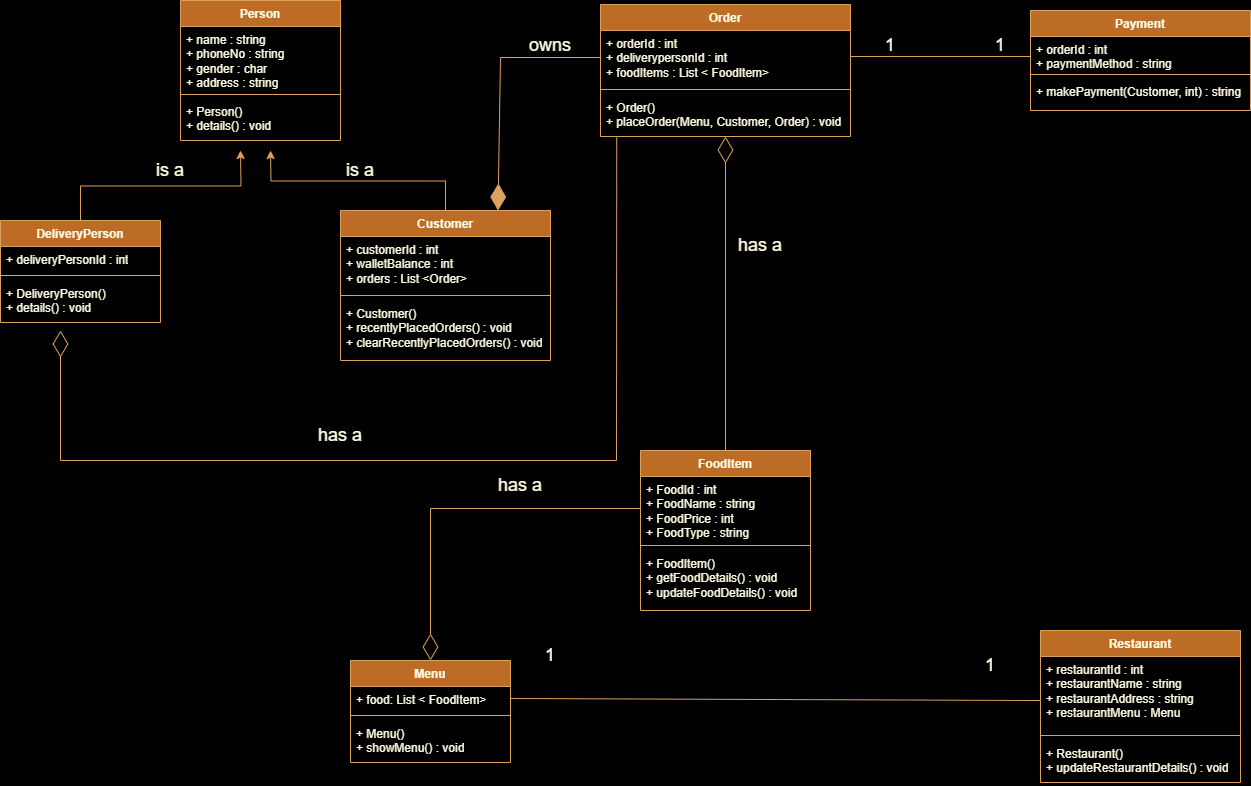 Person
+ name : string
+ phoneNo : string
+ gender : char
+ address : string
+ Person()
+ details() : void
owns
Order
+ orderId : int
+ deliverypersonId : int
+ foodItems : List < FoodItem>
+ Order()
+ placeOrder(Menu, Customer, Order) : void
1
1
Payment
+ orderId : int
+ paymentMethod : string
+ makePayment(Customer, int) : string
is a
is a
DeliveryPerson
+ deliveryPersonId : int
+ DeliveryPerson()
+ details() : void
Customer
+ customerId : int
+ walletBalance : int
+ orders : List <Order>
+ Customer()
+ recentlyPlacedOrders() : void
+ clearRecentlyPlacedOrders() : void
has a
has a
has a
FoodItem
+ FoodId : int
+ FoodName : string
+ FoodPrice : int
+ FoodType : string
+ FoodItem()
+ getFoodDetails() : void
+ updateFoodDetails() : void
Menu
+ food: List < FoodItem>
+ Menu()
+ showMenu() : void
1
1
Restaurant
+ restaurantId : int
+ restaurantName : string
+ restaurantAddress : string
+ restaurantMenu : Menu
+ Restaurant()
+ updateRestaurantDetails() : void